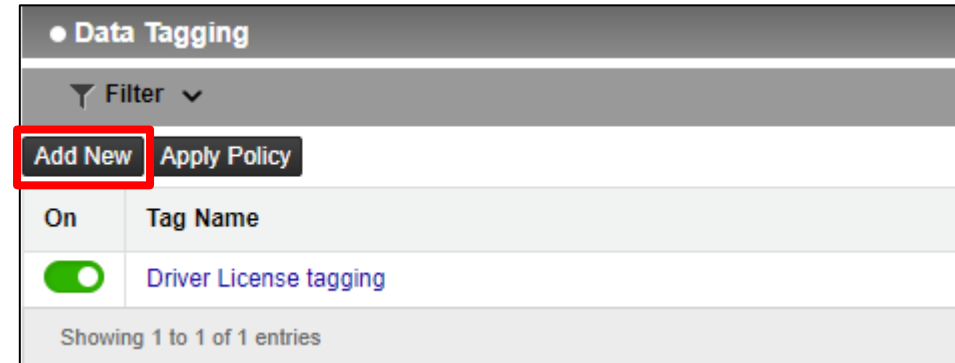 Data Tagging
Filter
Add New Apply Policy
On Tag Name
Driver License tagging
Showing 1 to 1 of 1 entries